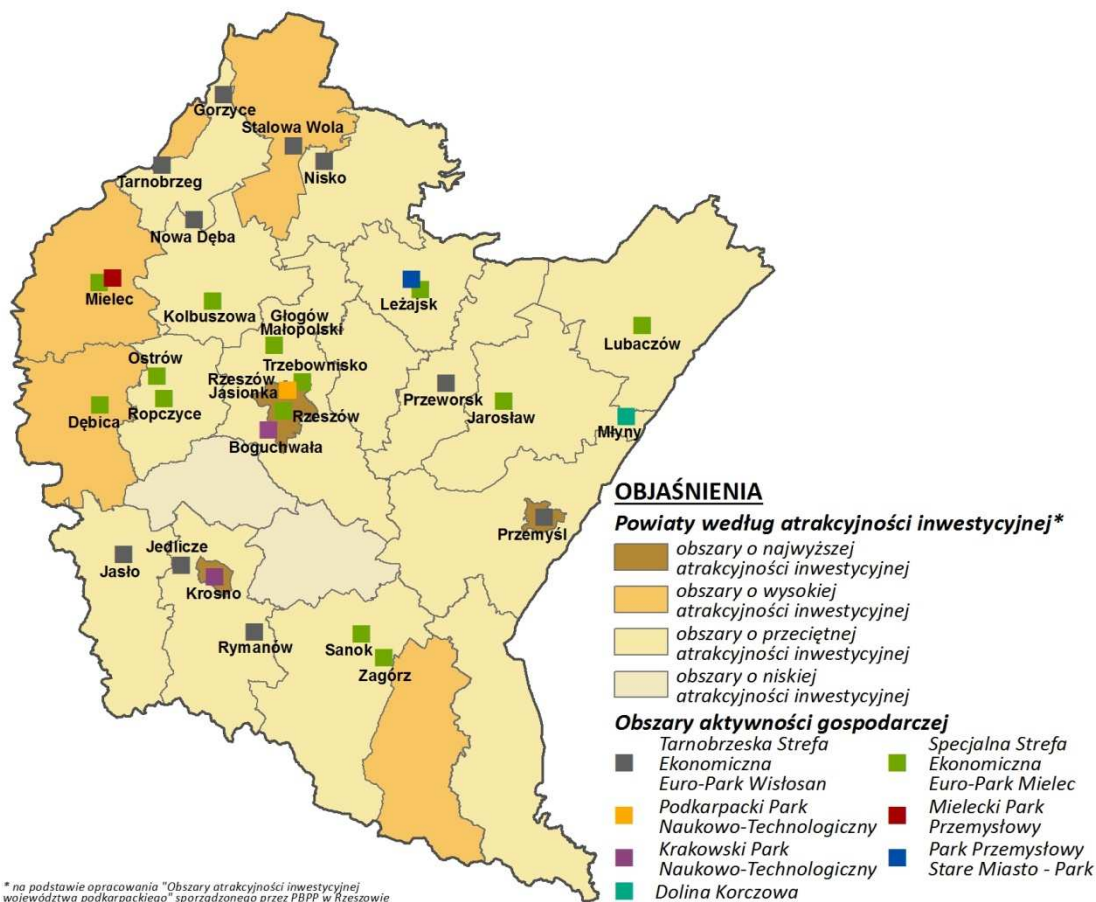 Gorzyce
Stalowa Wola
Tarnobrzeg
Nisko
Nowa Dęba
Mielec
Kolbuszowa
Leżajsk
Głogów
Małopolski
Lubaczów
Ostrów
Trzebownisko
Rzeszów
Jasionka
Przeworsk
Jarosław
Dębica
Ropczyce
Rzeszów
Młyny
Boguchwała
Przemyśl
Jedlicze
Jasło
Krosno
Rymanów
Sanok
Zagórz
OBJAŚNIENIA
Powiaty według atrakcyjności inwestycyjnej*
obszary o najwyższej
atrakcyjności inwestycyjnej
obszary o wysokiej
atrakcyjności inwestycyjnej
obszary o przeciętnej
atrakcyjności inwestycyjnej
obszary o niskiej
atrakcyjności inwestycyjnej
Obszary aktywności gospodarczej
Tarnobrzeska Strefa
Ekonomiczna
Euro-Park Wisłosan
Podkarpacki Park
Naukowo-Technologiczny
Krakowski Park
Naukowo-Technologiczny
Dolina Korczowa
Specjalna Strefa
Ekonomiczna
Euro-Park Mielec
Mielecki Park
Przemysłowy
Park Przemysłowy
Stare Miasto - Park
* na podstawie opracowania "Obszary atrakcyjności inwestycyjnej
województwa podkarpackiego" sporządzonego przez PBPP w Rzeszowie